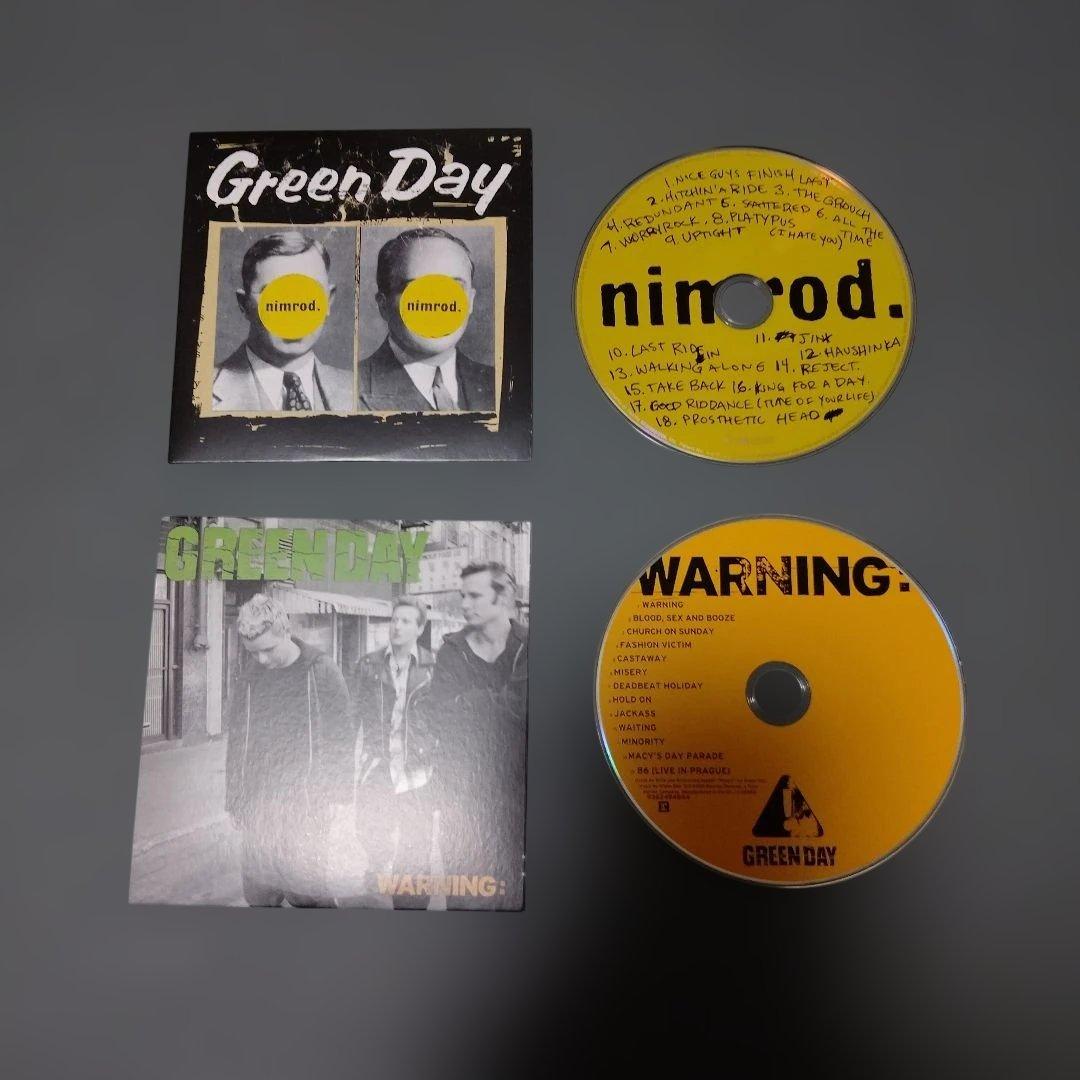 Green Day
nimrod.
nimrod.
1. NICE GUYS FINISH LAST
2. HITCHIN' A RIDE 3. THE GROUCH
4. REDUNDANT 5. SCATTERED 6. ALL THE
TIME
7. WORRY ROCK. 8. PLATYPUS
(I HATE YOU)
9. UPTIGHT
nimrod.
10. LAST RIDE IN
11. JINX
12. HAUSHINKA
13. WALKING ALONE 14. REJECT.
15. TAKE BACK 16. KING FOR A DAY.
17. GOOD RIDDANCE (TIME OF YOUR LIFE)
18. PROSTHETIC HEAD
GREEN DAY
WARNING:
WARNING:
WARNING
BLOOD, SEX AND BOOZE
CHURCH ON SUNDAY
FASHION VICTIM
CASTAWAY
MISERY
DEADBEAT HOLIDAY
HOLD ON
JACKASS
WAITING
MINORITY
MACY'S DAY PARADE
86 (LIVE IN PRAGUE)
GREEN DAY